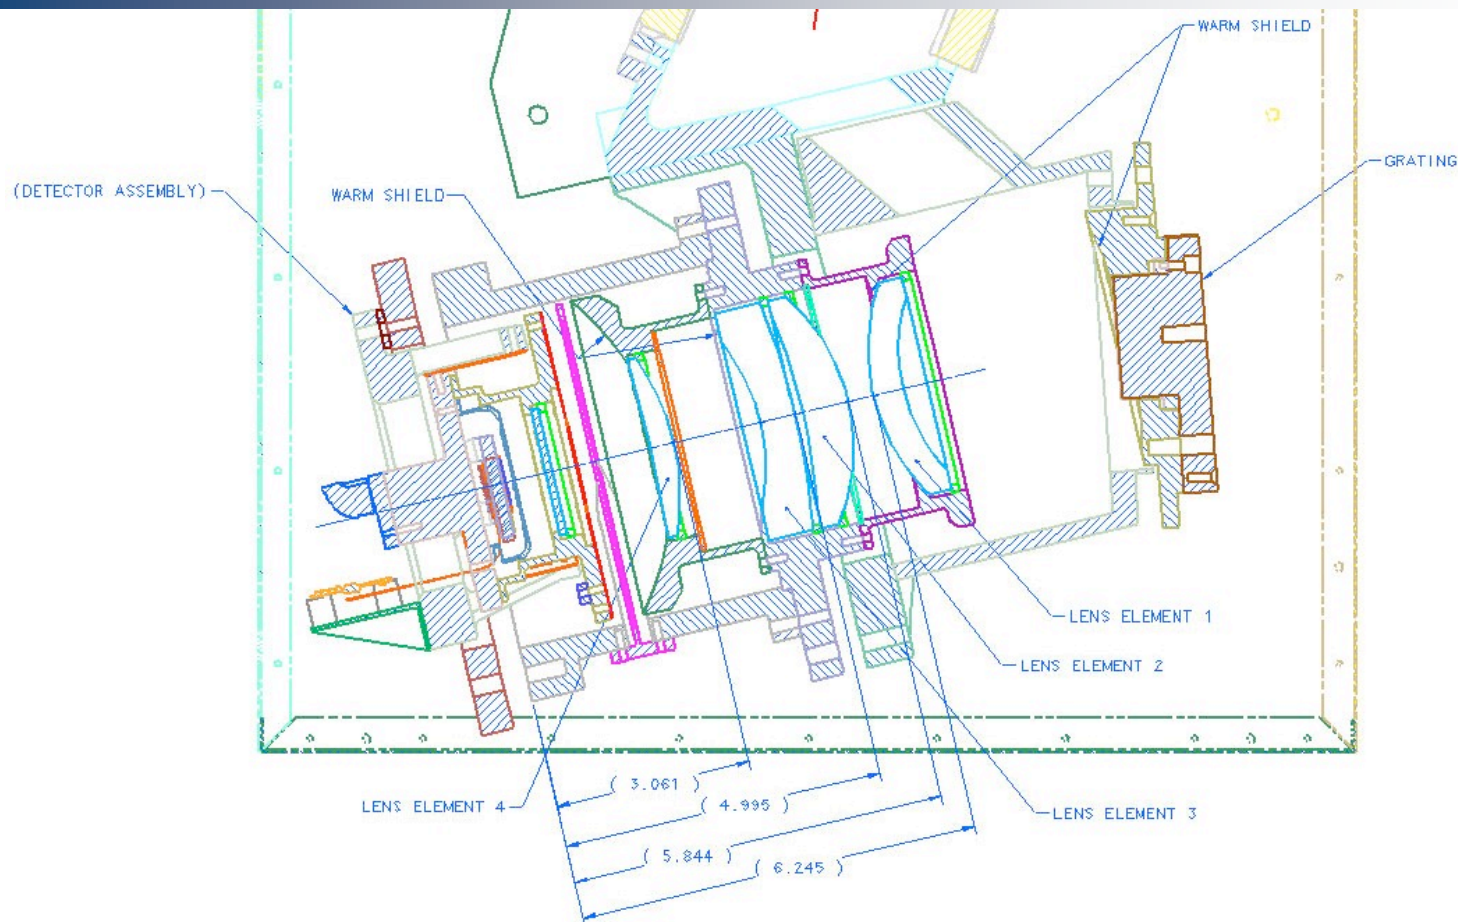 WARM SHIELD
GRATING
(DETECTOR ASSEMBLY)
WARM SHIELD
LENS ELEMENT 1
LENS ELEMENT 2
( 3.061 )
LENS ELEMENT 4
( 4.995 )
LENS ELEMENT 3
( 5.844 )
( 6.245 )